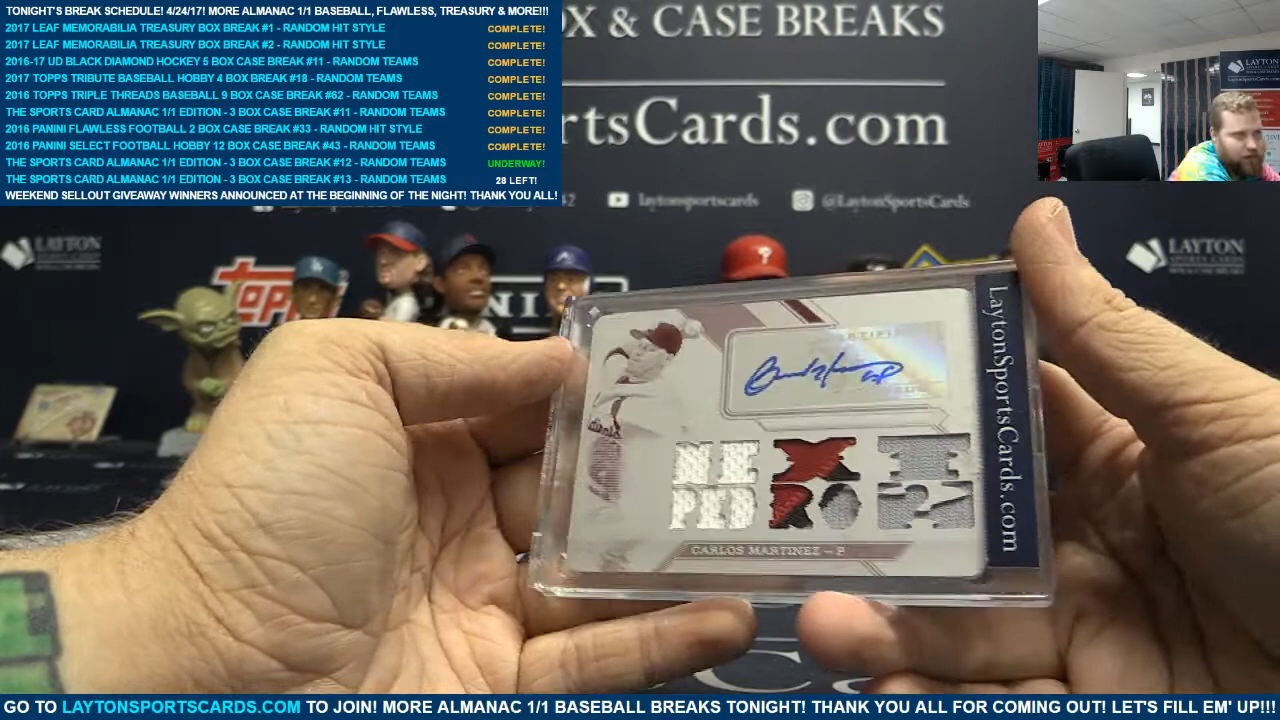 TONIGHT'S BREAK SCHEDULE! 4/24/17! MORE ALMANAC 1/1 BASEBALL, FLAWLESS, TREASURY & MORE!!!
2017 LEAF MEMORABILIA TREASURY BOX BREAK #1 - RANDOM HIT STYLE COMPLETE!
2017 LEAF MEMORABILIA TREASURY BOX BREAK #2 - RANDOM HIT STYLE COMPLETE!
2016-17 UD BLACK DIAMOND HOCKEY 5 BOX CASE BREAK #11 - RANDOM TEAMS COMPLETE!
2017 TOPPS TRIBUTE BASEBALL HOBBY 4 BOX BREAK #18 - RANDOM TEAMS COMPLETE!
2016 TOPPS TRIPLE THREADS BASEBALL 9 BOX CASE BREAK #62 - RANDOM TEAMS COMPLETE!
THE SPORTS CARD ALMANAC 1/1 EDITION - 3 BOX CASE BREAK #11 - RANDOM TEAMS COMPLETE!
2016 PANINI FLAWLESS FOOTBALL 2 BOX CASE BREAK #33 - RANDOM HIT STYLE COMPLETE!
2016 PANINI SELECT FOOTBALL HOBBY 12 BOX CASE BREAK #43 - RANDOM TEAMS COMPLETE!
THE SPORTS CARD ALMANAC 1/1 EDITION - 3 BOX CASE BREAK #12 - RANDOM TEAMS UNDERWAY!
THE SPORTS CARD ALMANAC 1/1 EDITION - 3 BOX CASE BREAK #13 - RANDOM TEAMS 28 LEFT!
WEEKEND SELLOUT GIVEAWAY WINNERS ANNOUNCED AT THE BEGINNING OF THE NIGHT! THANK YOU ALL!
OX & CASE BREAKS
rtsCards.com
laytonsportscards @LaytonSportsCards
LAYTON
LAYTON
TOPP
NI
LaytonSportsCards.com
NEXT
PEDRO?
CARLOS MARTINEZ - P
GO TO LAYTONSPORTSCARDS.COM TO JOIN! MORE ALMANAC 1/1 BASEBALL BREAKS TONIGHT! THANK YOU ALL FOR COMING OUT! LET'S FILL EM' UP!!!